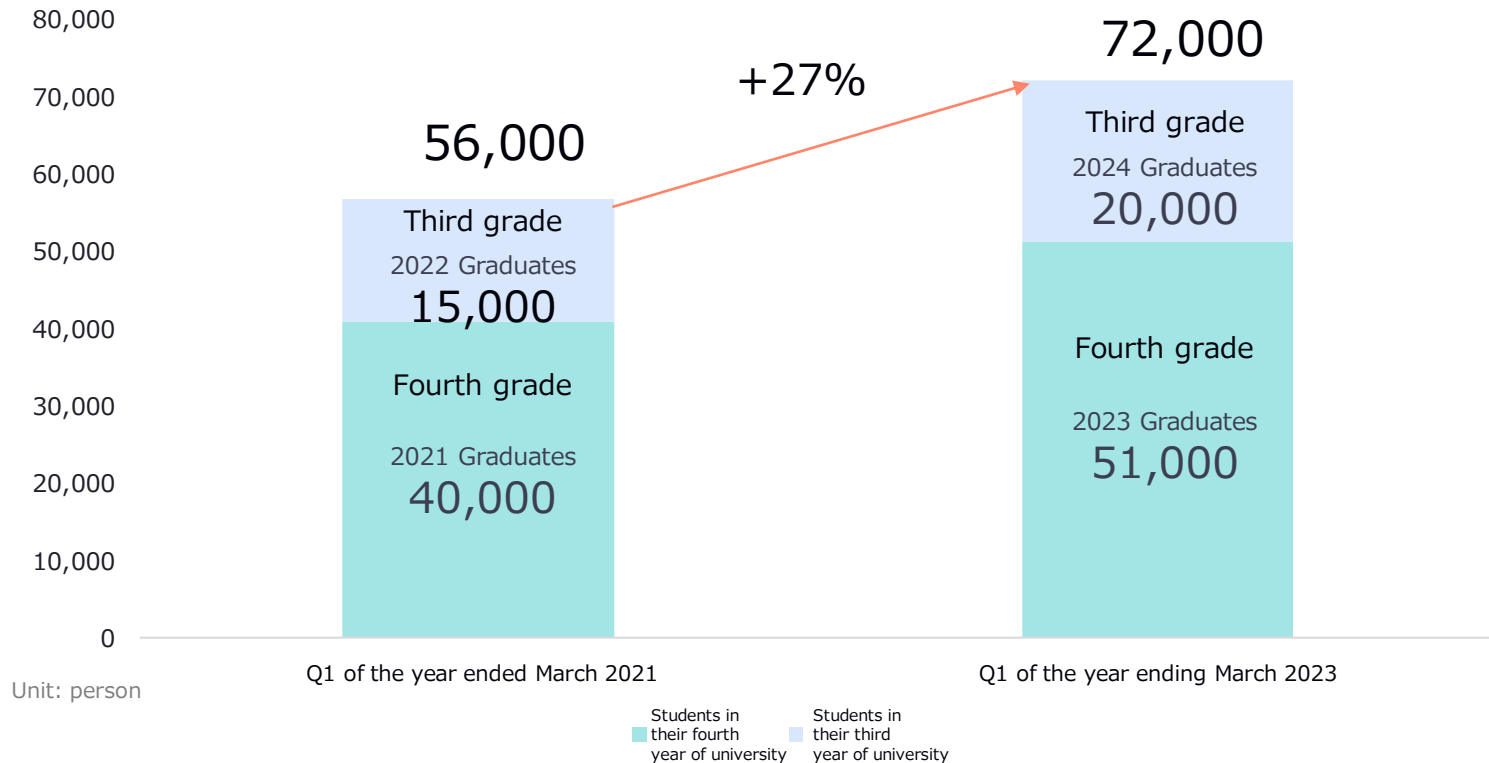 80,000
70,000
60,000
50,000
40,000
30,000
20,000
10,000
0
Unit: person
56,000
Third grade
2022 Graduates
15,000
Fourth grade
2021 Graduates
40,000
+27%
72,000
Third grade
2024 Graduates
20,000
Fourth grade
2023 Graduates
51,000
Q1 of the year ended March 2021
Q1 of the year ending March 2023
Students in
their fourth
year of university
Students in
their third
year of university